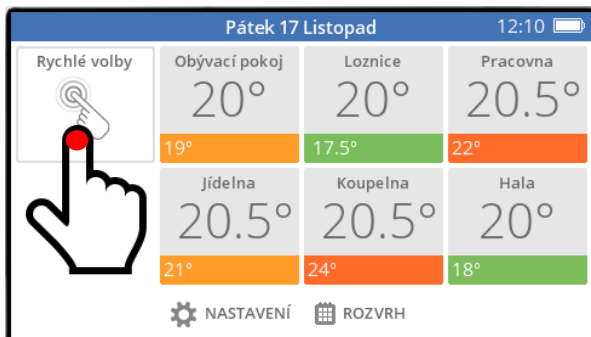 Pátek 17 Listopad 12:10
Rychlé volby
Obývací pokoj
20°
19°
Loznice
20°
17.5°
Pracovna
20.5°
22°
Jídelna
20.5°
21°
Koupelna
20.5°
24°
Hala
20°
18°
NASTAVENÍ ROZVRH